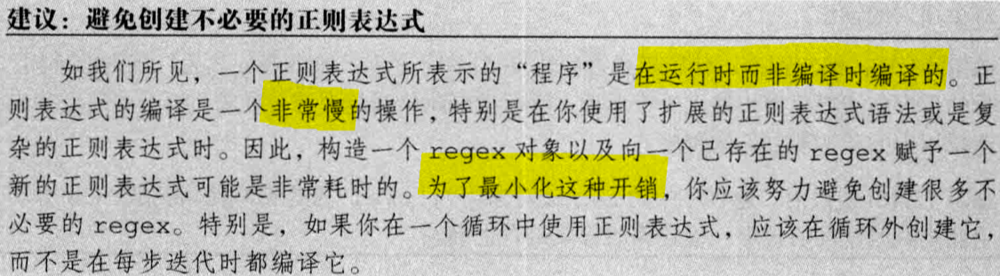 建议：避免创建不必要的正则表达式
如我们所见，一个正则表达式所表示的“程序”是在运行时而非编译时编译的。正
则表达式的编译是一个非常慢的操作，特别是在你使用了扩展的正则表达式语法或是复
杂的正则表达式时。因此，构造一个 regex 对象以及向一个已存在的 regex 赋予一个
新的正则表达式可能是非常耗时的。为了最小化这种开销，你应该努力避免创建很多不
必要的 regex。特别是，如果你在一个循环中使用正则表达式，应该在循环外创建它，
而不是在每步迭代时都编译它。